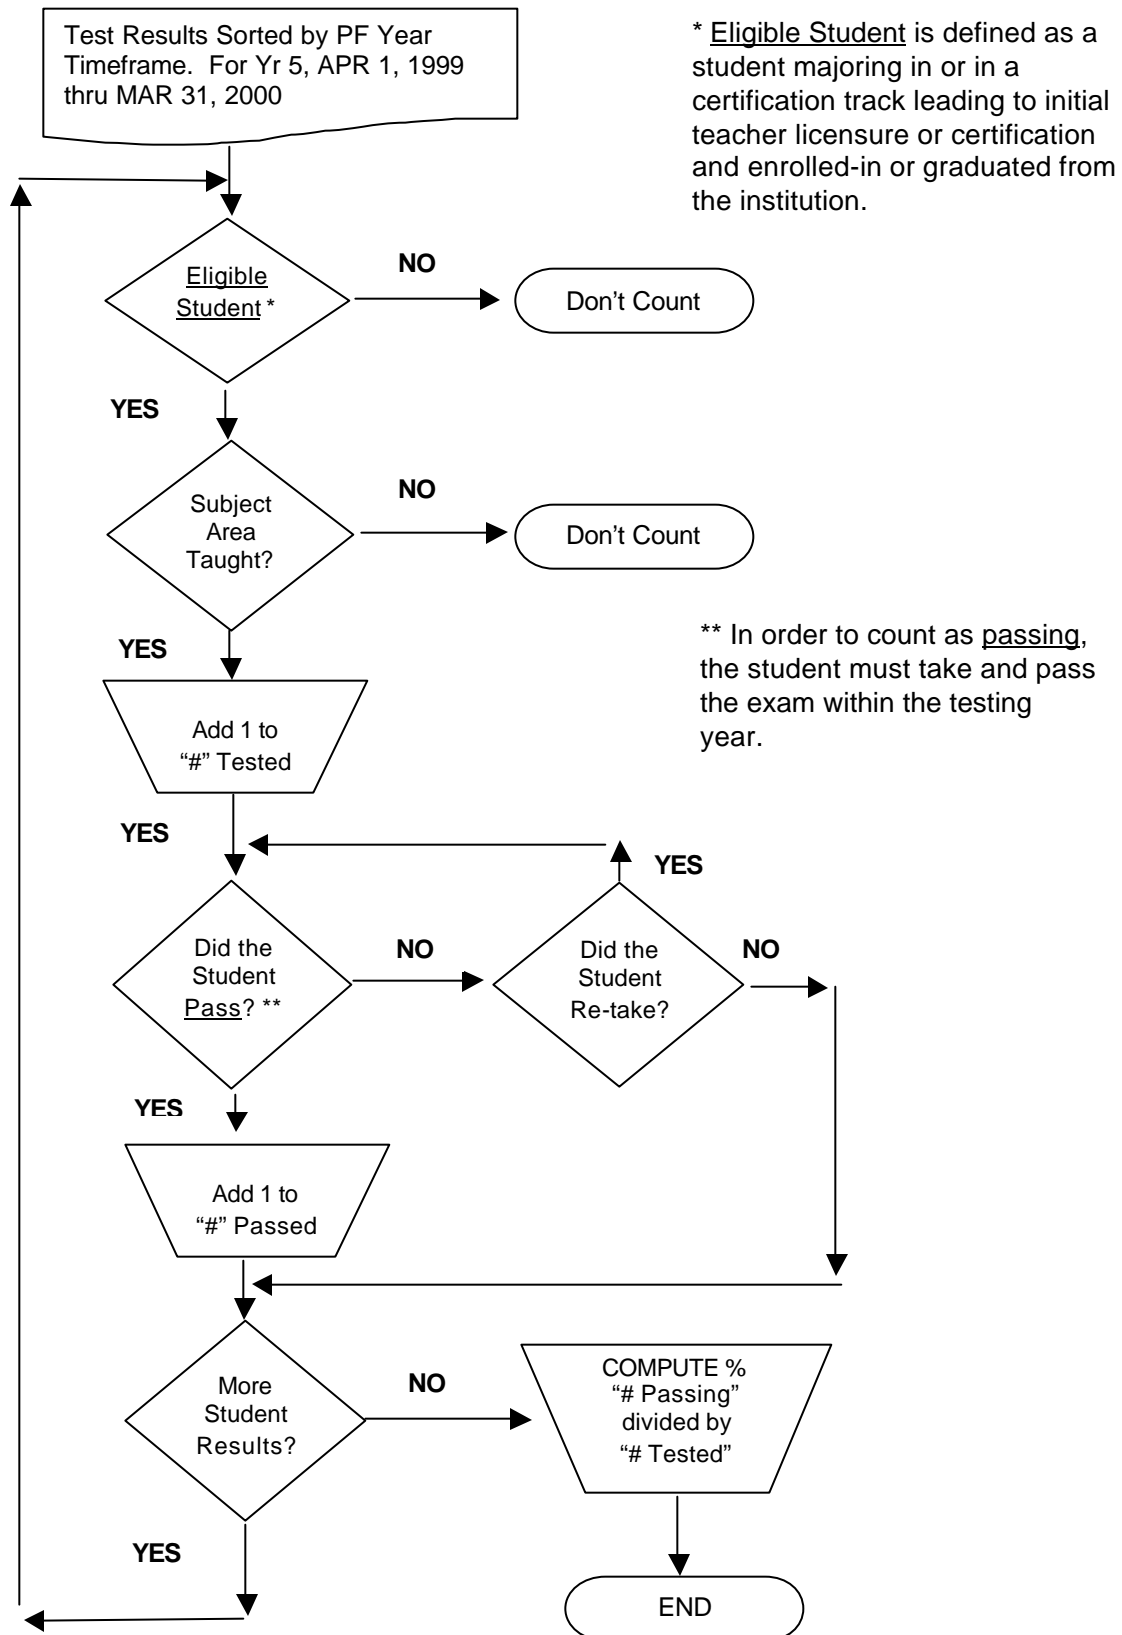 Test Results Sorted by PF Year
Timeframe.  For Yr 5, APR 1, 1999
thru MAR 31, 2000
* Eligible Student is defined as a
student majoring in or in a
certification track leading to initial
teacher licensure or certification
and enrolled-in or graduated from
the institution.
Eligible
Student *
NO
Don't Count
YES
Subject
Area
Taught?
NO
Don't Count
YES
** In order to count as passing,
the student must take and pass
the exam within the testing
year.
Add 1 to
“#” Tested
YES
YES
Did the
Student
Pass? **
NO
Did the
Student
Re-take?
NO
YES
Add 1 to
“#” Passed
More
Student
Results?
NO
COMPUTE %
“# Passing”
divided by
“# Tested”
YES
END